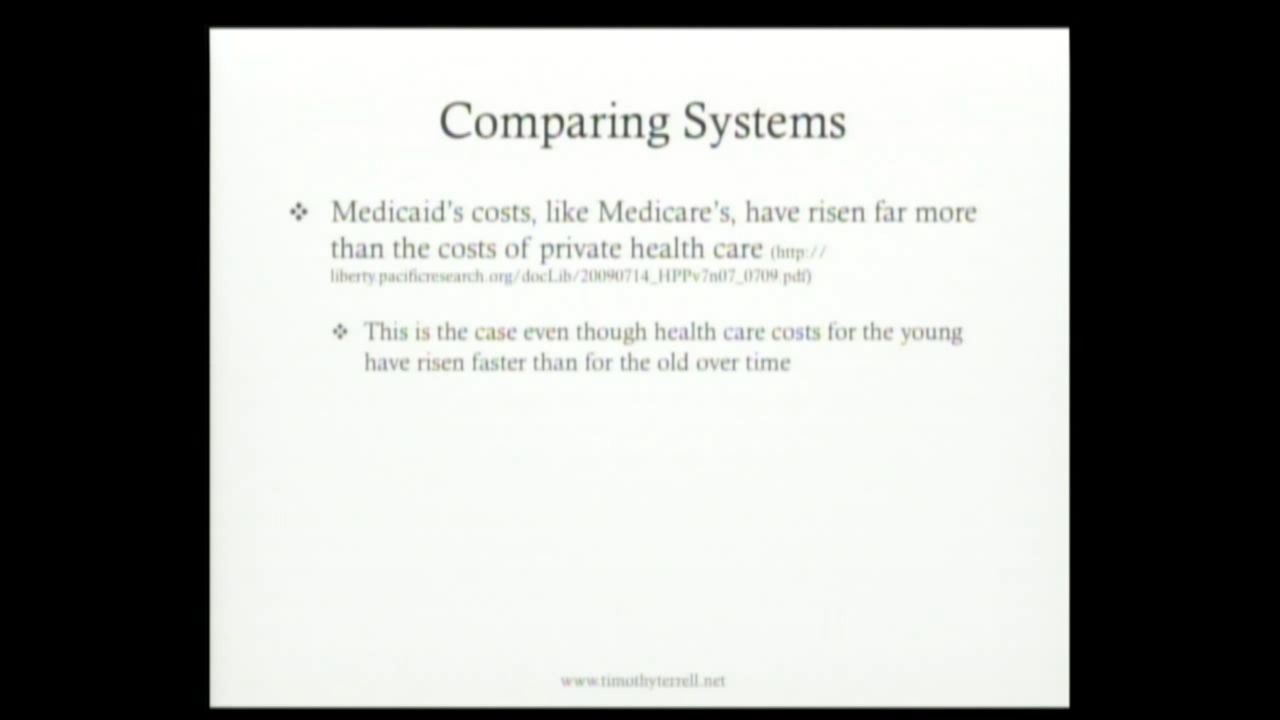 Comparing Systems
❖ Medicaid's costs, like Medicare's, have risen far more
than the costs of private health care (http://
liberty.pacificresearch.org/docLib/20090714_HPPv7n07_0709.pdf)
❖ This is the case even though health care costs for the young
have risen faster than for the old over time
www.timothyterrell.net